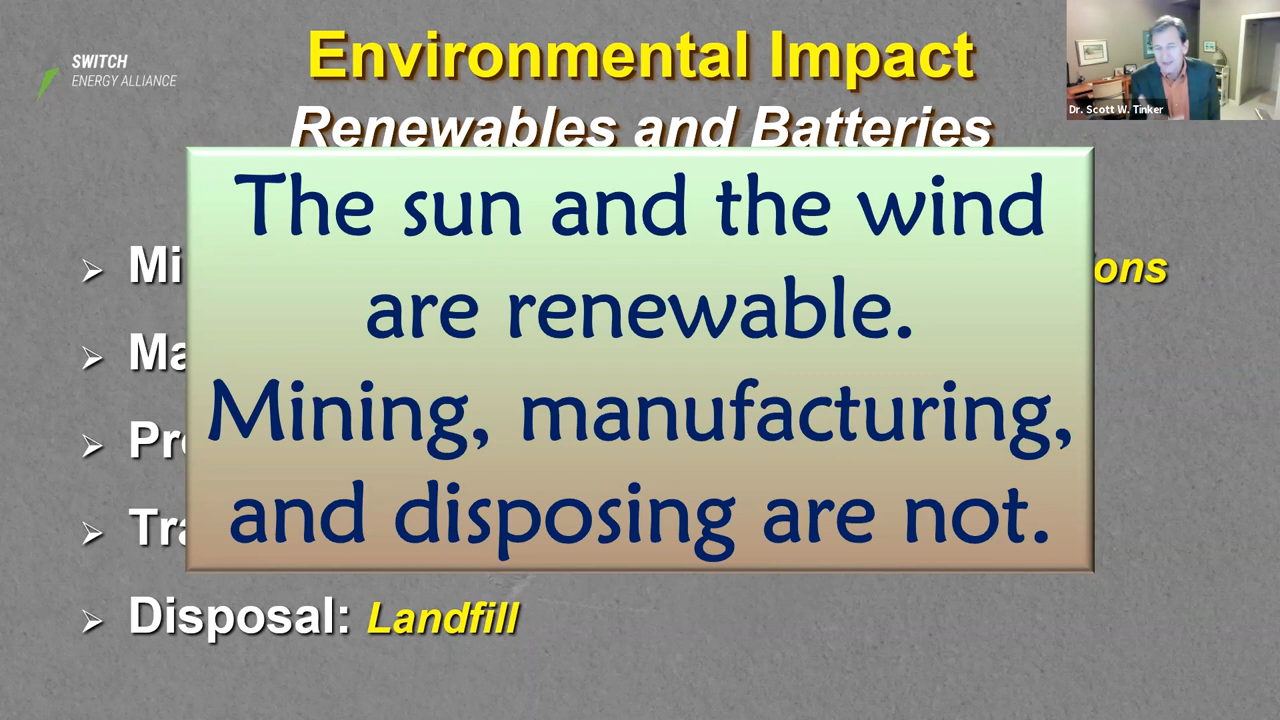 SWITCH
ENERGY ALLIANCE
Environmental Impact
Dr. Scott W. Tinker
Renewables and Batteries
The sun and the wind
are renewable.
Mining, manufacturing,
and disposing are not.
Disposal: Landfill